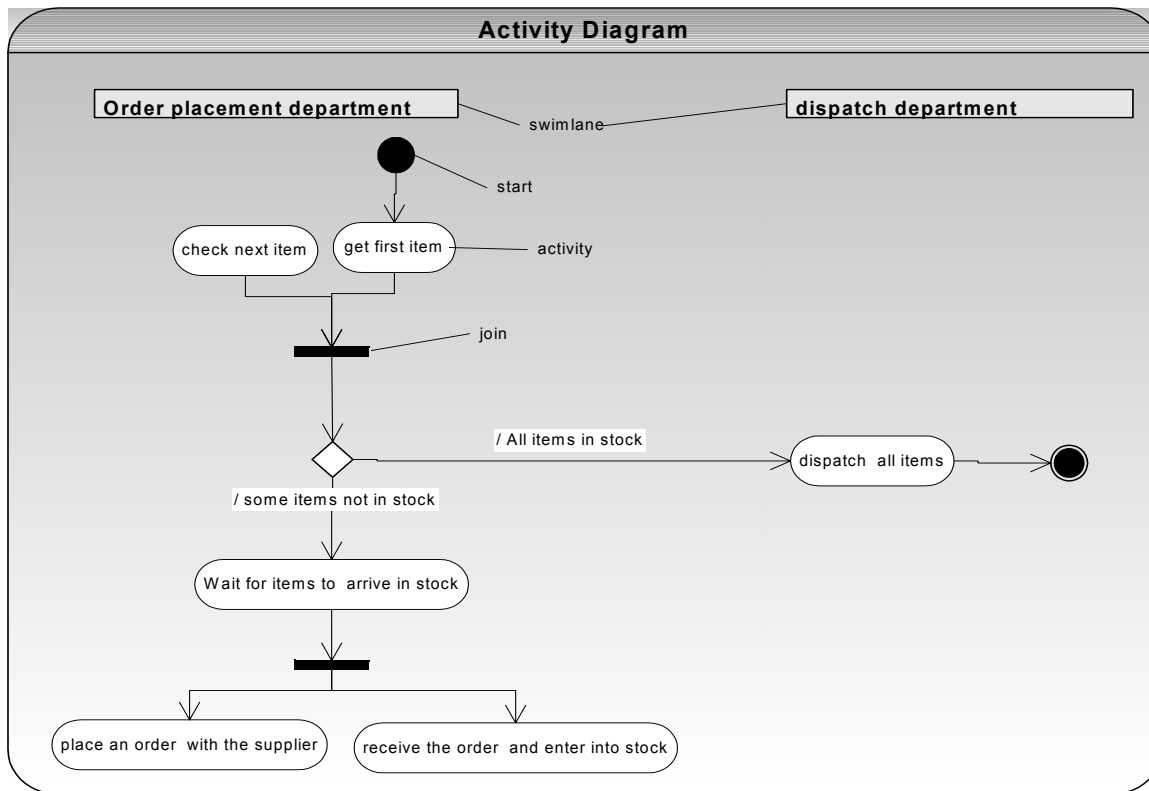 Activity Diagram
Order placement department
dispatch department
swimlane
start
check next item
get first item
activity
join
/ All items in stock
dispatch all items
/ some items not in stock
Wait for items to arrive in stock
place an order with the supplier
receive the order and enter into stock